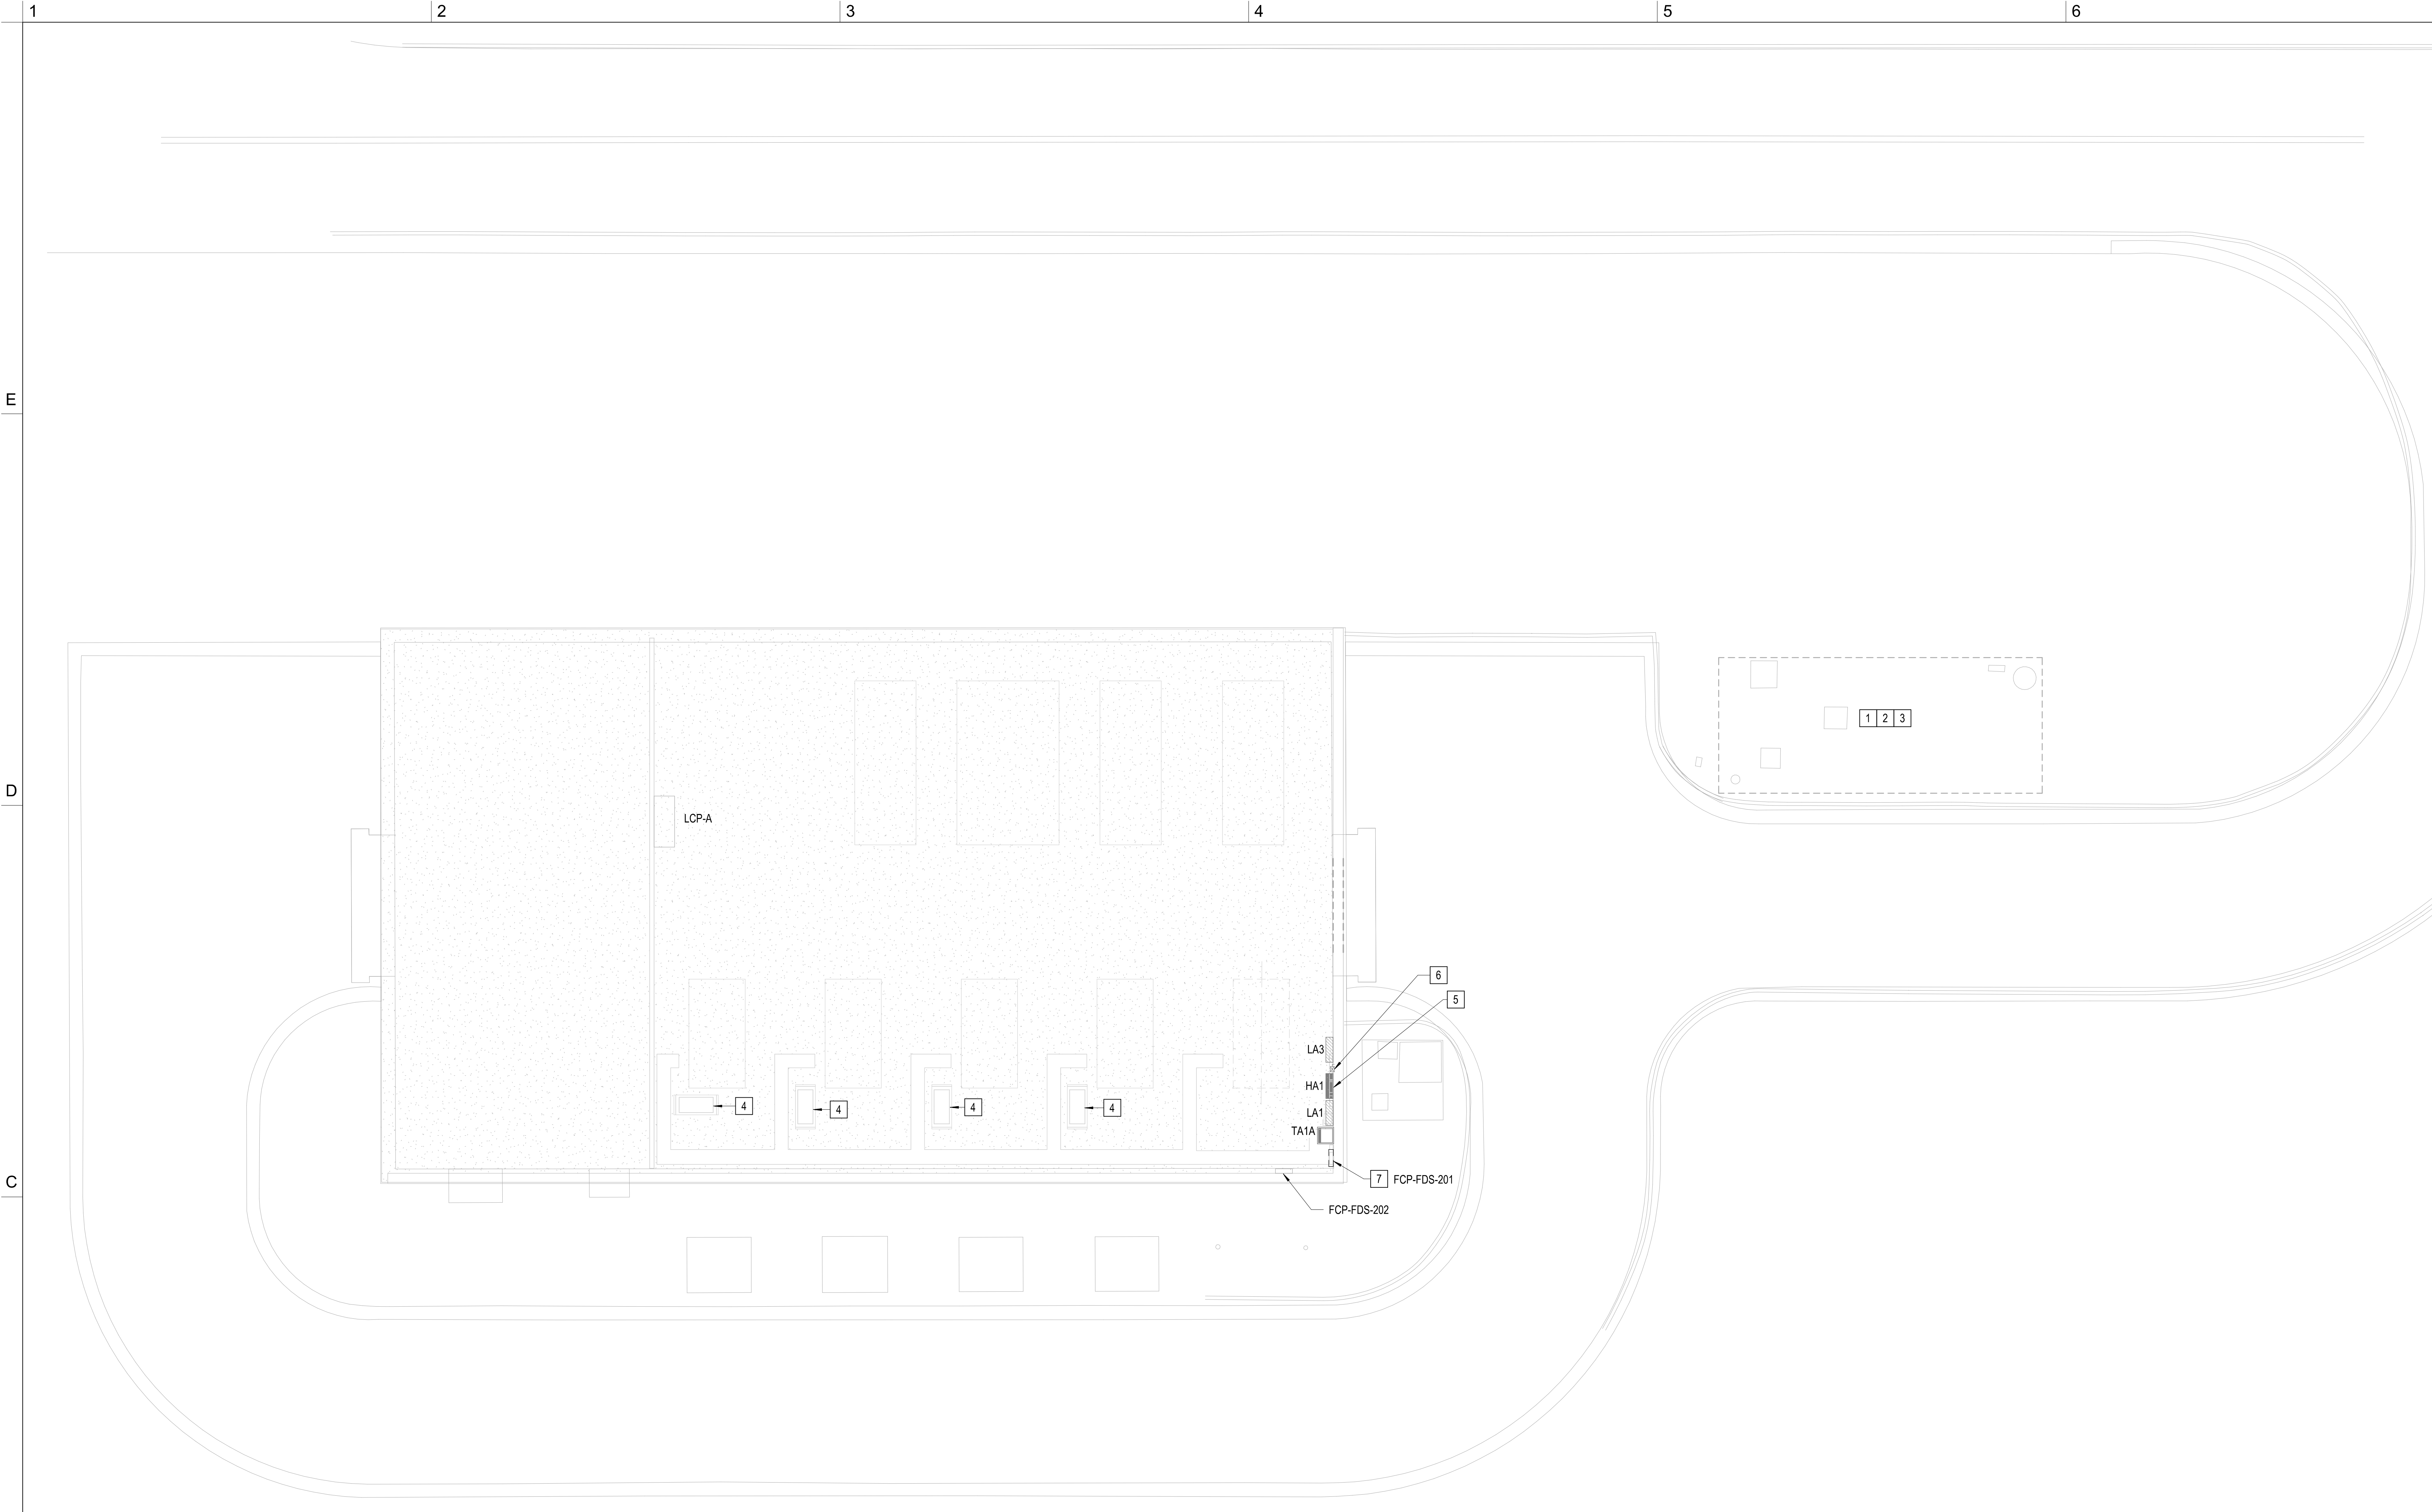 1 2 3 4 5 6
E
1 2 3
D
LCP-A
6
5
LA3
HA1
4 4 4 4
LA1
TA1A
C
7 FCP-FDS-201
FCP-FDS-202